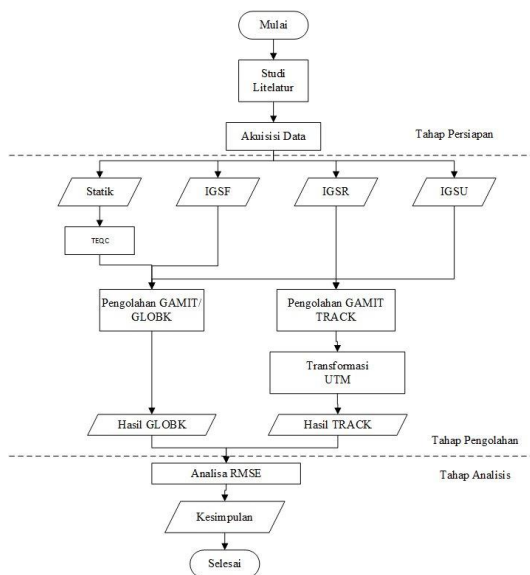 Mulai
Studi
Litelatur
Akuisisi Data
Tahap Persiapan
Statik
IGSF
IGSR
IGSU
TEQC
Pengolahan GAMIT/
GLOBK
Pengolahan GAMIT
TRACK
Transformasi
UTM
Hasil GLOBK
Hasil TRACK
Tahap Pengolahan
Analisa RMSE
Tahap Analisis
Kesimpulan
Selesai